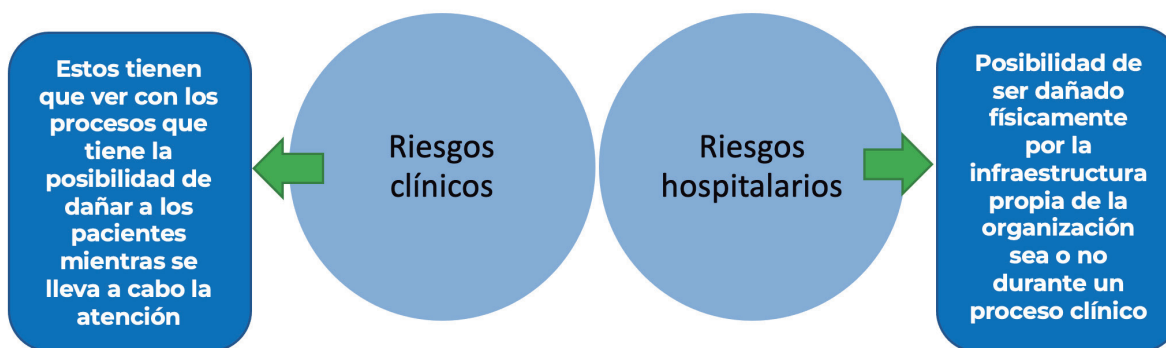 Estos tienen
que ver con los
procesos que
tiene la
posibilidad de
dañar a los
pacientes
mientras se
lleva a cabo la
atención
Riesgos
clínicos
Riesgos
hospitalarios
Posibilidad de
ser dañado
físicamente
por la
infraestructura
propia de la
organización
sea o no
durante un
proceso clínico